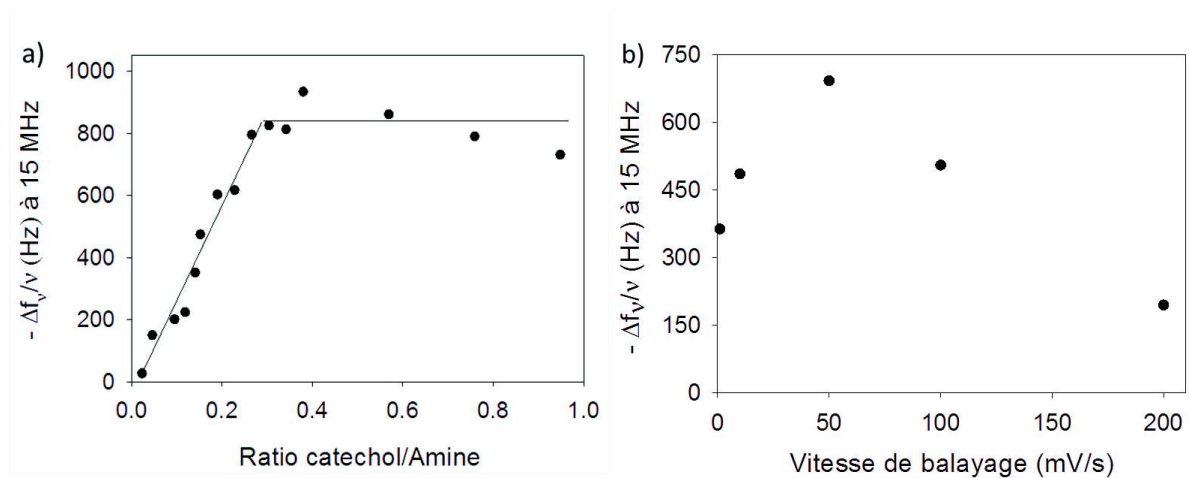 a)
- Δfν/ν (Hz) à 15 MHz
1000
800
600
400
200
0
0.0 0.2 0.4 0.6 0.8 1.0
Ratio catechol/Amine
b)
- Δfν/ν (Hz) à 15 MHz
750
600
450
300
150
0
0 50 100 150 200
Vitesse de balayage (mV/s)